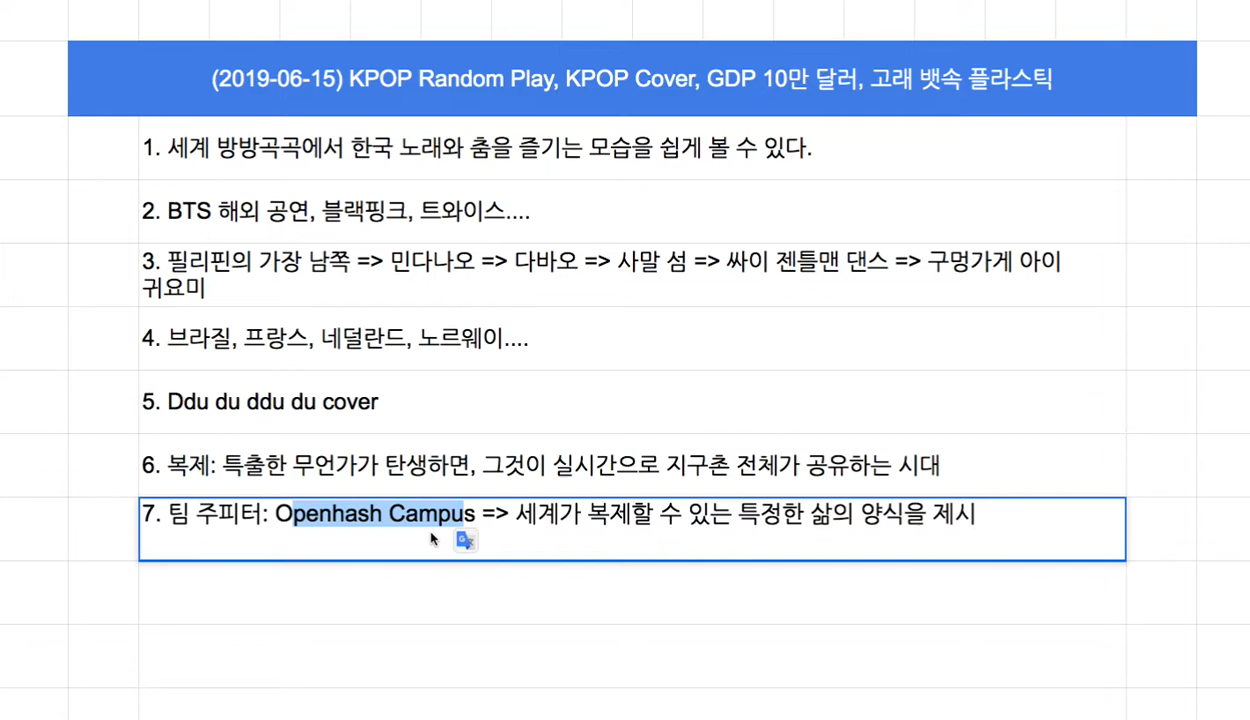 (2019-06-15) KPOP Random Play, KPOP Cover, GDP 10만 달러, 고래 뱃속 플라스틱
1. 세계 방방곡곡에서 한국 노래와 춤을 즐기는 모습을 쉽게 볼 수 있다.
2. BTS 해외 공연, 블랙핑크, 트와이스....
3. 필리핀의 가장 남쪽 => 민다나오 => 다바오 => 사말 섬 => 싸이 젠틀맨 댄스 => 구멍가게 아이
귀요미
4. 브라질, 프랑스, 네덜란드, 노르웨이....
5. Ddu du ddu du cover
6. 복제: 특출한 무언가가 탄생하면, 그것이 실시간으로 지구촌 전체가 공유하는 시대
7. 팀 주피터: Openhash Campus => 세계가 복제할 수 있는 특정한 삶의 양식을 제시